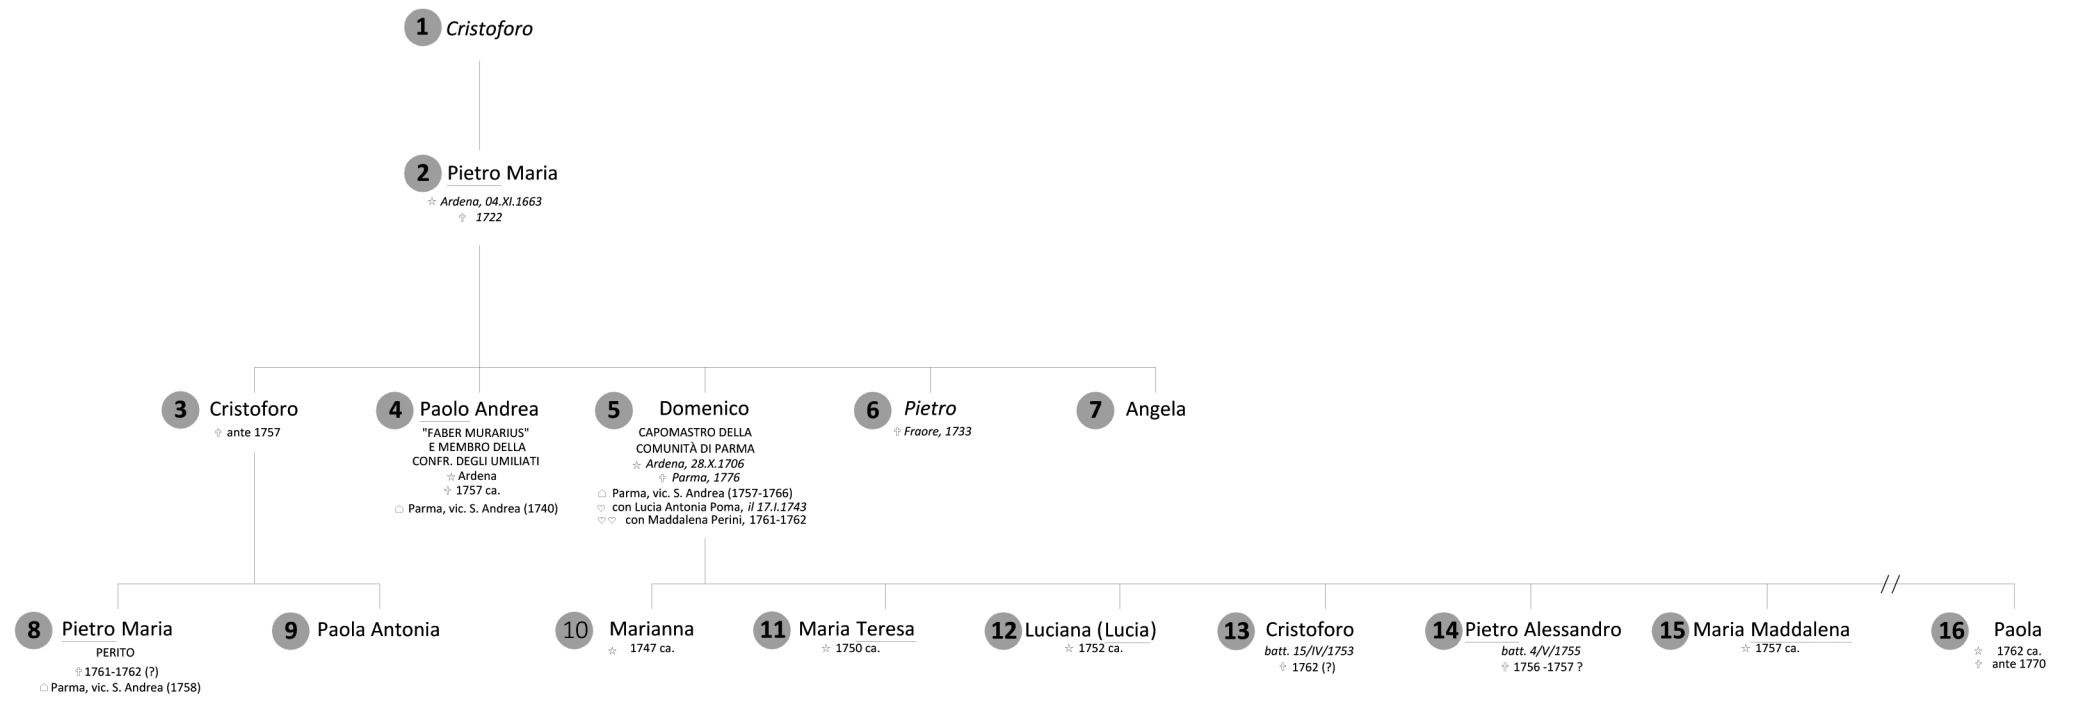 1 Cristoforo
2 Pietro Maria
☆ Ardena, 04.XI.1663
✞ 1722
3 Cristoforo
✞ ante 1757
4 Paolo Andrea
"FABER MURARIUS"
E MEMBRO DELLA
CONFR. DEGLI UMILIATI
☆ Ardena
✞ 1757 ca.
Parma, vic. S. Andrea (1740)
5 Domenico
CAPOMASTRO DELLA
COMUNITÀ DI PARMA
☆ Ardena, 28.X.1706
✞ Parma, 1776
Parma, vic. S. Andrea (1757-1766)
♡ con Lucia Antonia Poma, il 17.I.1743
♡♡ con Maddalena Perini, 1761-1762
6 Pietro
✞ Fraore, 1733
7 Angela
8 Pietro Maria
PERITO
✞ 1761-1762 (?)
Parma, vic. S. Andrea (1758)
9 Paola Antonia
10 Marianna
☆ 1747 ca.
11 Maria Teresa
☆ 1750 ca.
12 Luciana (Lucia)
☆ 1752 ca.
13 Cristoforo
batt. 15/IV/1753
✞ 1762 (?)
14 Pietro Alessandro
batt. 4/V/1755
✞ 1756 -1757 ?
15 Maria Maddalena
☆ 1757 ca.
16 Paola
☆ 1762 ca.
✞ ante 1770